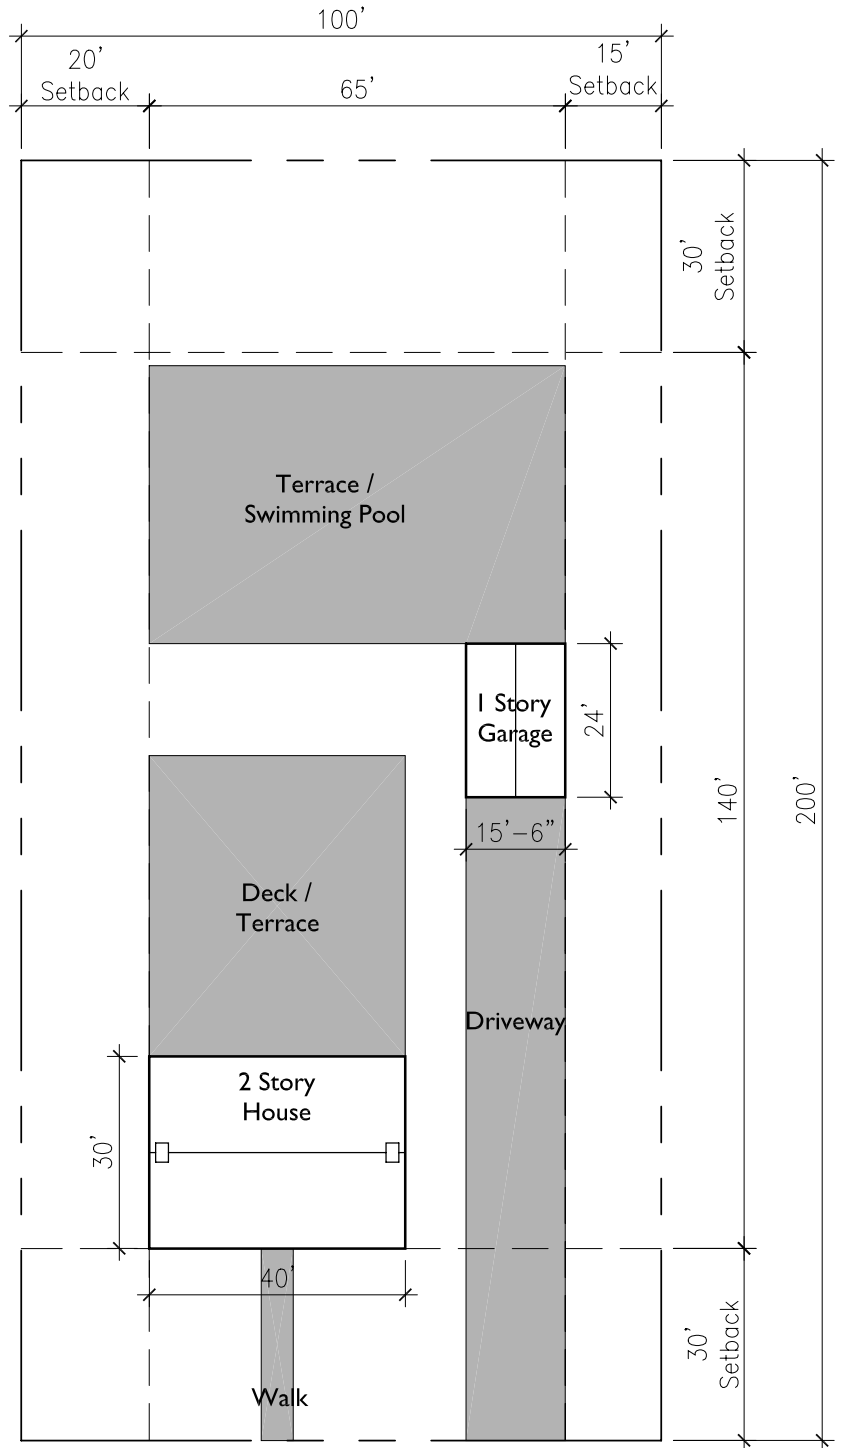 100'
20'
Setback
65'
15'
Setback
30'
Setback
Terrace /
Swimming Pool
1 Story
Garage
24'
140'
200'
15'-6"
Deck /
Terrace
Driveway
2 Story
House
30'
40'
30'
Setback
Walk